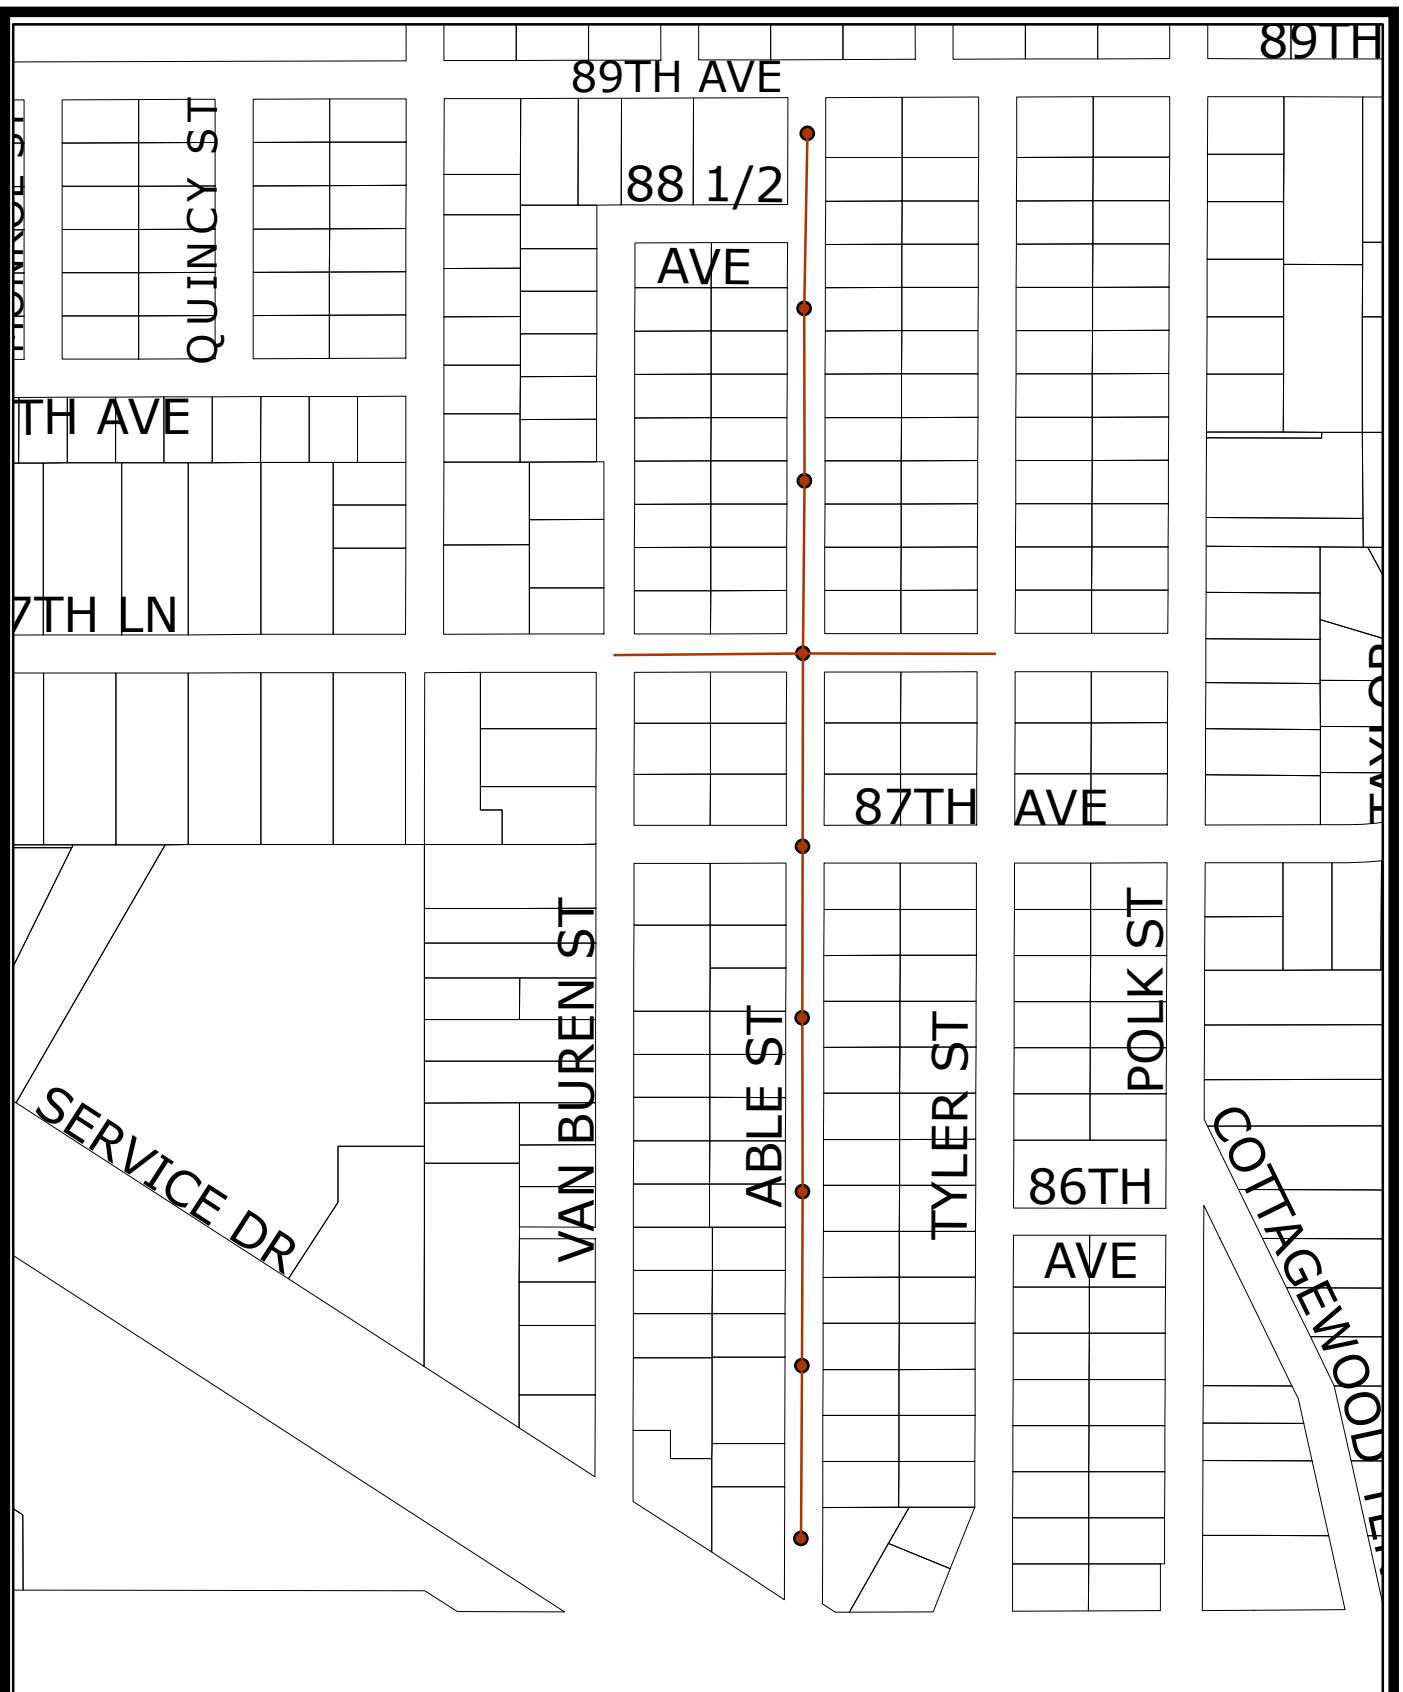 89TH
89TH AVE
QUINCY ST
88 1/2
AVE
TH AVE
7TH LN
87TH AVE
VAN BUREN ST
ABLE ST
TYLER ST
POLK ST
SERVICE DR
86TH
AVE
COTTAGEWOOD
TAYLOR